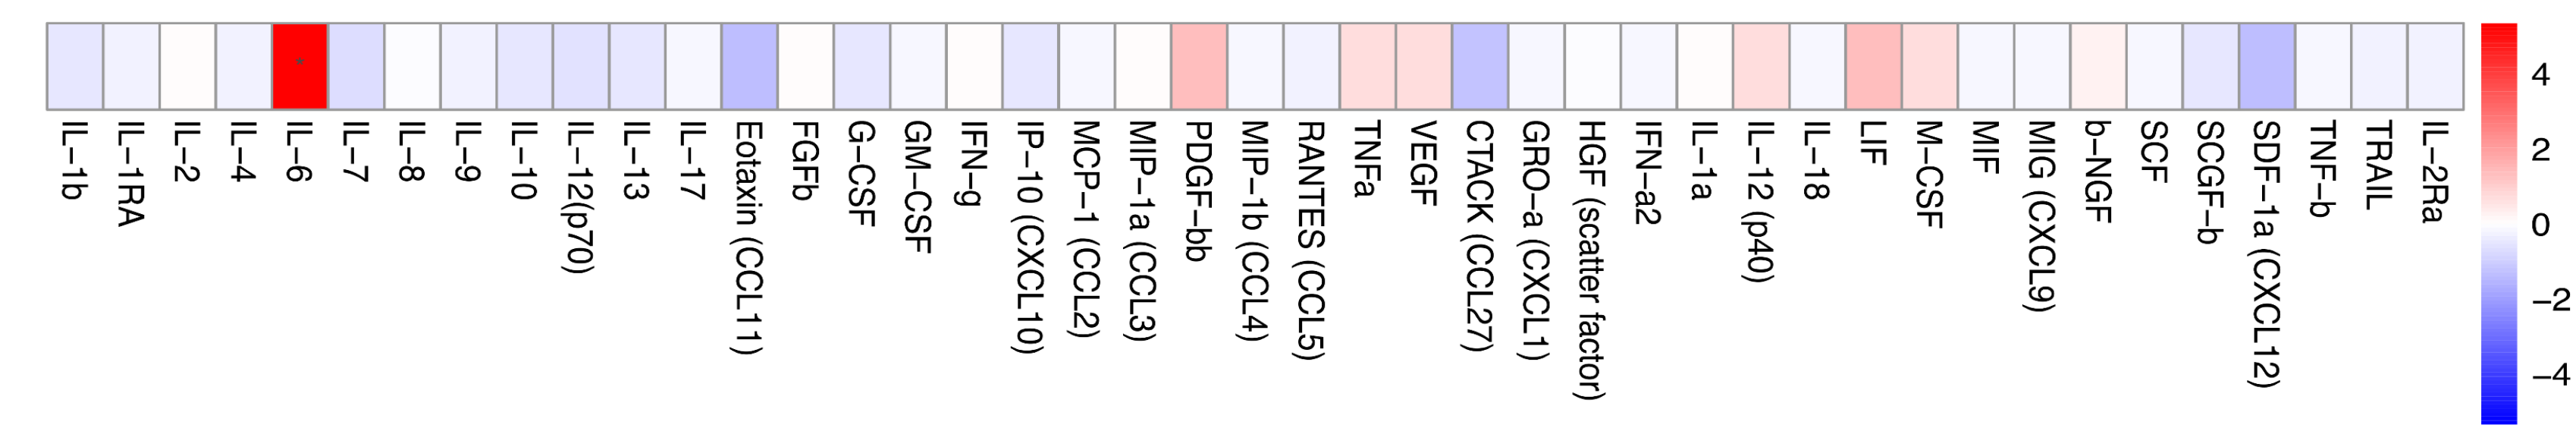 *
IL−1b
IL−1RA
IL−2
IL−4
IL−6
IL−7
IL−8
IL−9
IL−10
IL−12(p70)
IL−13
IL−17
Eotaxin (CCL11)
FGFb
G−CSF
GM−CSF
IFN−g
IP−10 (CXCL10)
MCP−1 (CCL2)
MIP−1a (CCL3)
PDGF−bb
MIP−1b (CCL4)
RANTES (CCL5)
TNFa
VEGF
CTACK (CCL27)
GRO−a (CXCL1)
HGF (scatter factor)
IFN−a2
IL−1a
IL−12 (p40)
IL−18
LIF
M−CSF
MIF
MIG (CXCL9)
b−NGF
SCF
SCGF−b
SDF−1a (CXCL12)
TNF−b
TRAIL
IL−2Ra
4
2
0
−2
−4